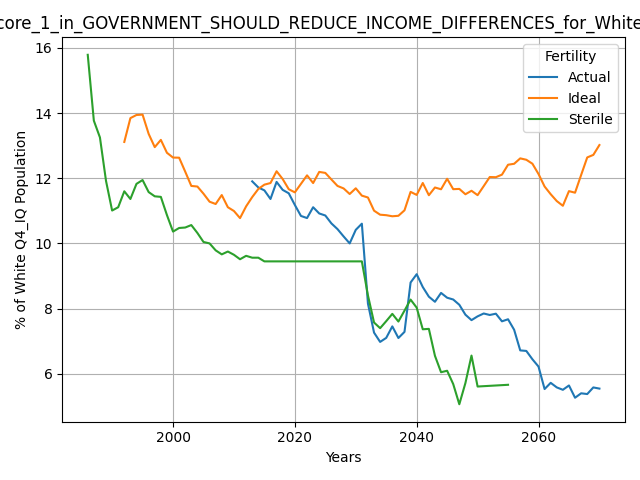 core_1_in_GOVERNMENT_SHOULD_REDUCE_INCOME_DIFFERENCES_for_White
16
14
12
10
8
6
% of White Q4_IQ Population
2000
2020
2040
2060
Years
Fertility
Actual
Ideal
Sterile